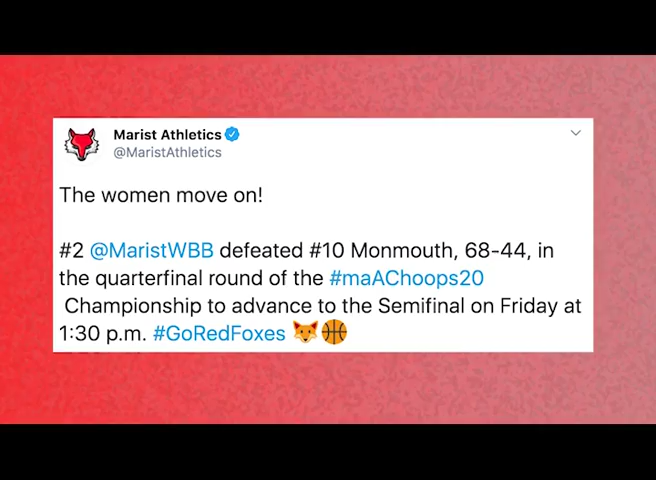 Marist Athletics
@MaristAthletics
The women move on!
#2 @MaristWBB defeated #10 Monmouth, 68-44, in
the quarterfinal round of the #maAChoops20
Championship to advance to the Semifinal on Friday at
1:30 p.m. #GoRedFoxes 🦊🏀